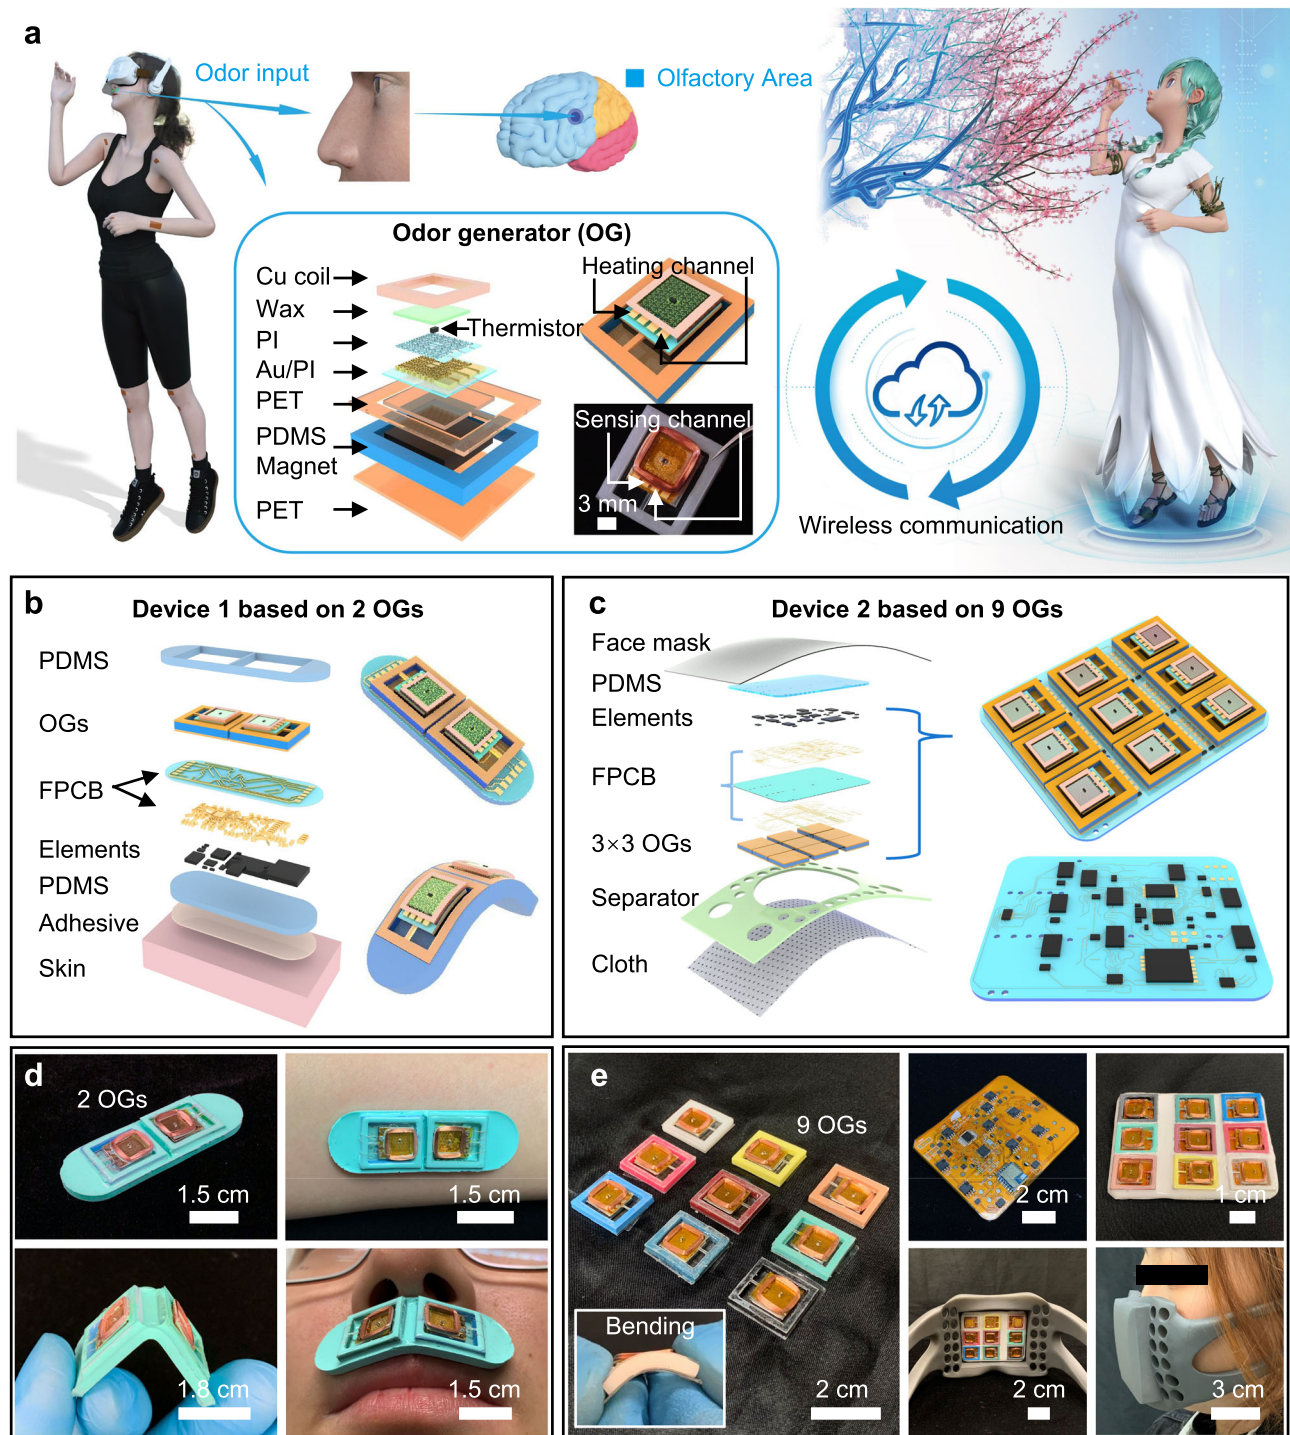 a
Odor input
Olfactory Area
Odor generator (OG)
Cu coil
Wax
Thermistor
PI
Au/PI
PET
PDMS
Magnet
PET
Heating channel
Sensing channel
3 mm
Wireless communication
b
Device 1 based on 2 OGs
PDMS
OGs
FPCB
Elements
PDMS
Adhesive
Skin
c
Device 2 based on 9 OGs
Face mask
PDMS
Elements
FPCB
3×3 OGs
Separator
Cloth
d
2 OGs
1.5 cm
1.5 cm
1.8 cm
1.5 cm
e
9 OGs
Bending
2 cm
2 cm
1 cm
2 cm
3 cm